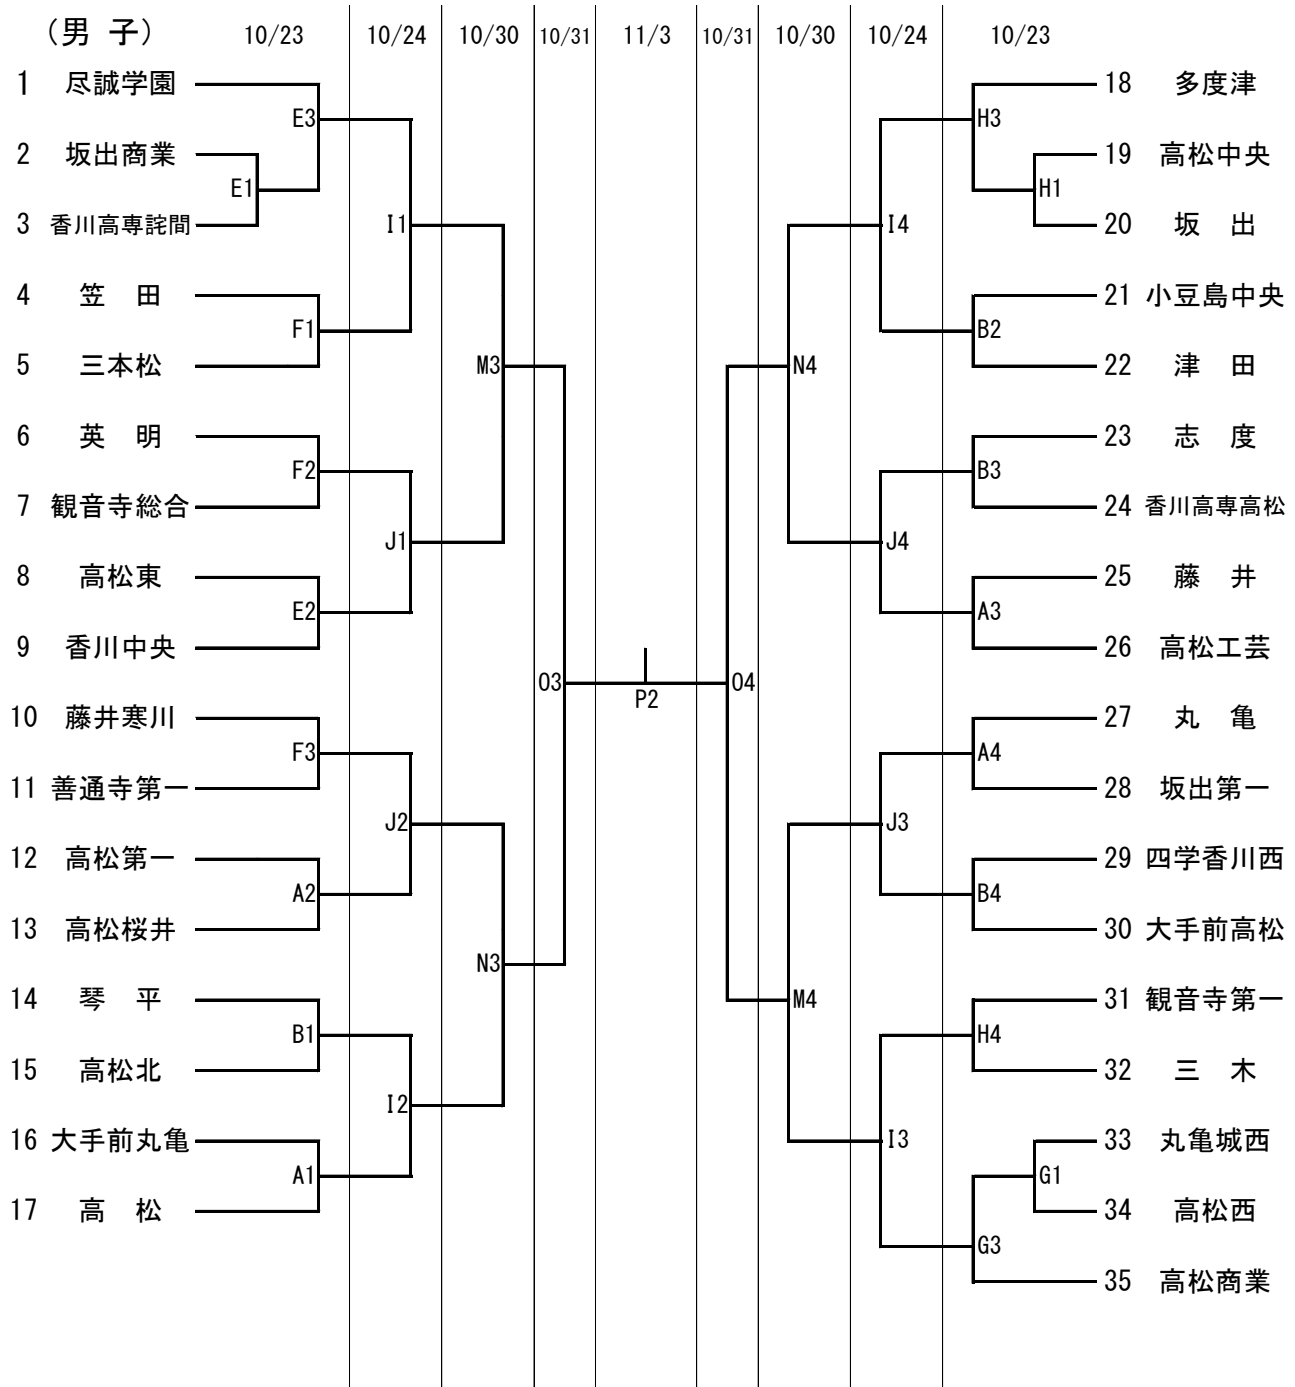 （男 子） 10/23 10/24 10/30 10/31 11/3 10/31 10/30 10/24 10/23
1 尽誠学園 18 多度津
E3 H3
2 坂出商業 19 高松中央
E1 H1
3 香川高専詫間 I1 I4 20 坂 出
4 笠 田 21 小豆島中央
F1 B2
5 三本松 M3 N4 22 津 田
6 英 明 23 志 度
F2 B3
7 観音寺総合 24 香川高専高松
J1 J4
8 高松東 25 藤 井
E2 A3
9 香川中央 26 高松工芸
O3 P2 O4
10 藤井寒川 27 丸 亀
F3 A4
11 善通寺第一 28 坂出第一
J2 J3
12 高松第一 29 四学香川西
A2 B4
13 高松桜井 30 大手前高松
N3
14 琴 平 M4 31 観音寺第一
B1 H4
15 高松北 32 三 木
I2
16 大手前丸亀 I3 33 丸亀城西
A1 G1
17 高 松 34 高松西
G3
35 高松商業